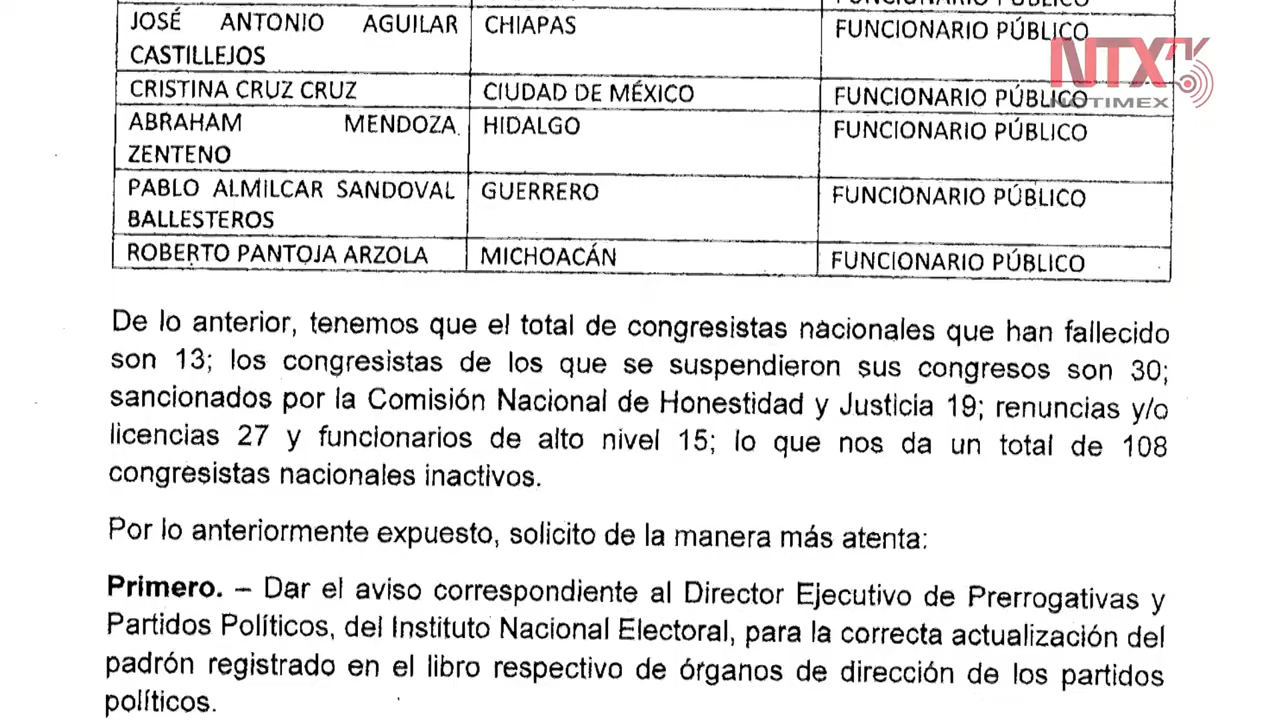 FUNCIONARIO PÚBLICO
JOSÉ ANTONIO AGUILAR CHIAPAS FUNCIONARIO PÚBLICO
CASTILLEJOS
CRISTINA CRUZ CRUZ CIUDAD DE MÉXICO FUNCIONARIO PÚBLICO
ABRAHAM MENDOZA HIDALGO FUNCIONARIO PÚBLICO
ZENTENO
PABLO ALMILCAR SANDOVAL GUERRERO FUNCIONARIO PÚBLICO
BALLESTEROS
ROBERTO PANTOJA ARZOLA MICHOACÁN FUNCIONARIO PÚBLICO
NTX TV
NOTIMEX
De lo anterior, tenemos que el total de congresistas nacionales que han fallecido
son 13; los congresistas de los que se suspendieron sus congresos son 30;
sancionados por la Comisión Nacional de Honestidad y Justicia 19; renuncias y/o
licencias 27 y funcionarios de alto nivel 15; lo que nos da un total de 108
congresistas nacionales inactivos.
Por lo anteriormente expuesto, solicito de la manera más atenta:
Primero. – Dar el aviso correspondiente al Director Ejecutivo de Prerrogativas y
Partidos Políticos, del Instituto Nacional Electoral, para la correcta actualización del
padrón registrado en el libro respectivo de órganos de dirección de los partidos
políticos.